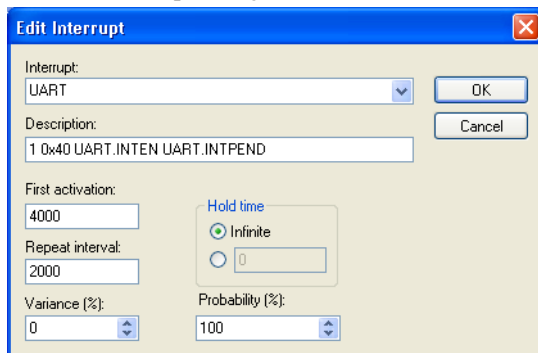 Edit Interrupt
Interrupt:
UART
OK
Description:
Cancel
1 0x40 UART.INTEN UART.INTPEND
First activation:
4000
Hold time
Infinite
Repeat interval:
0
2000
Variance (%):
Probability (%):
0
100